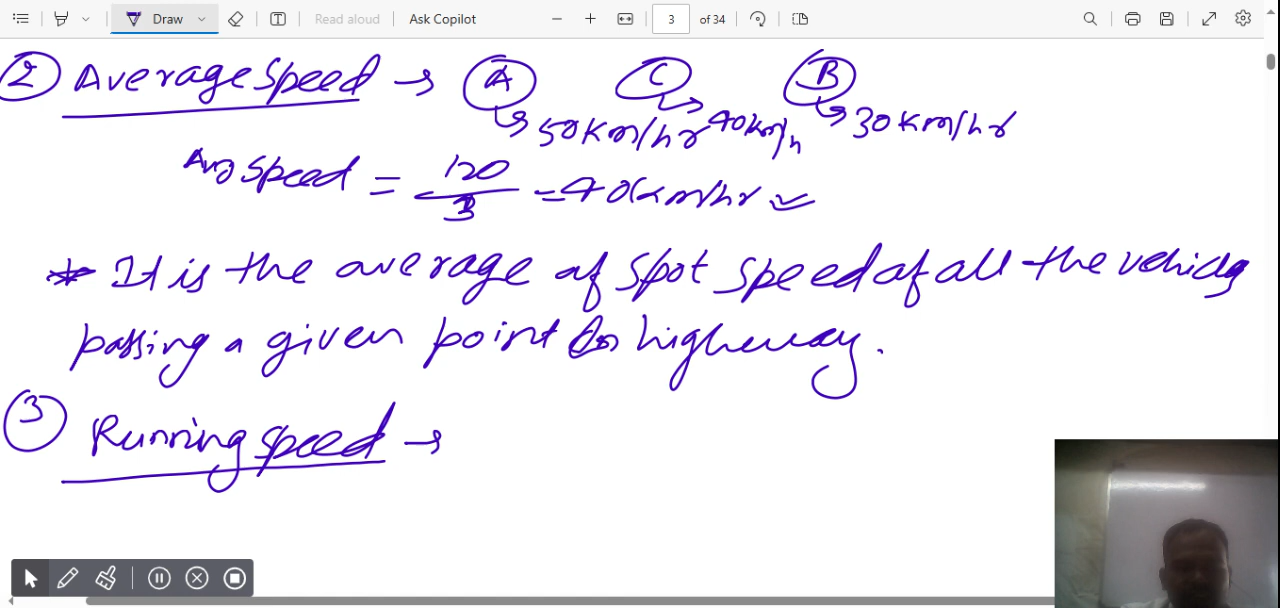 Draw Read aloud Ask Copilot 3 of 34
② Average Speed → A C B
50Km/hr 40Km/h 30Km/hr
Avg Speed = 120/3 = 40Km/hr
* It is the average of Spot Speed of all the vehicles
passing a given point on highway.
③ Running Speed →